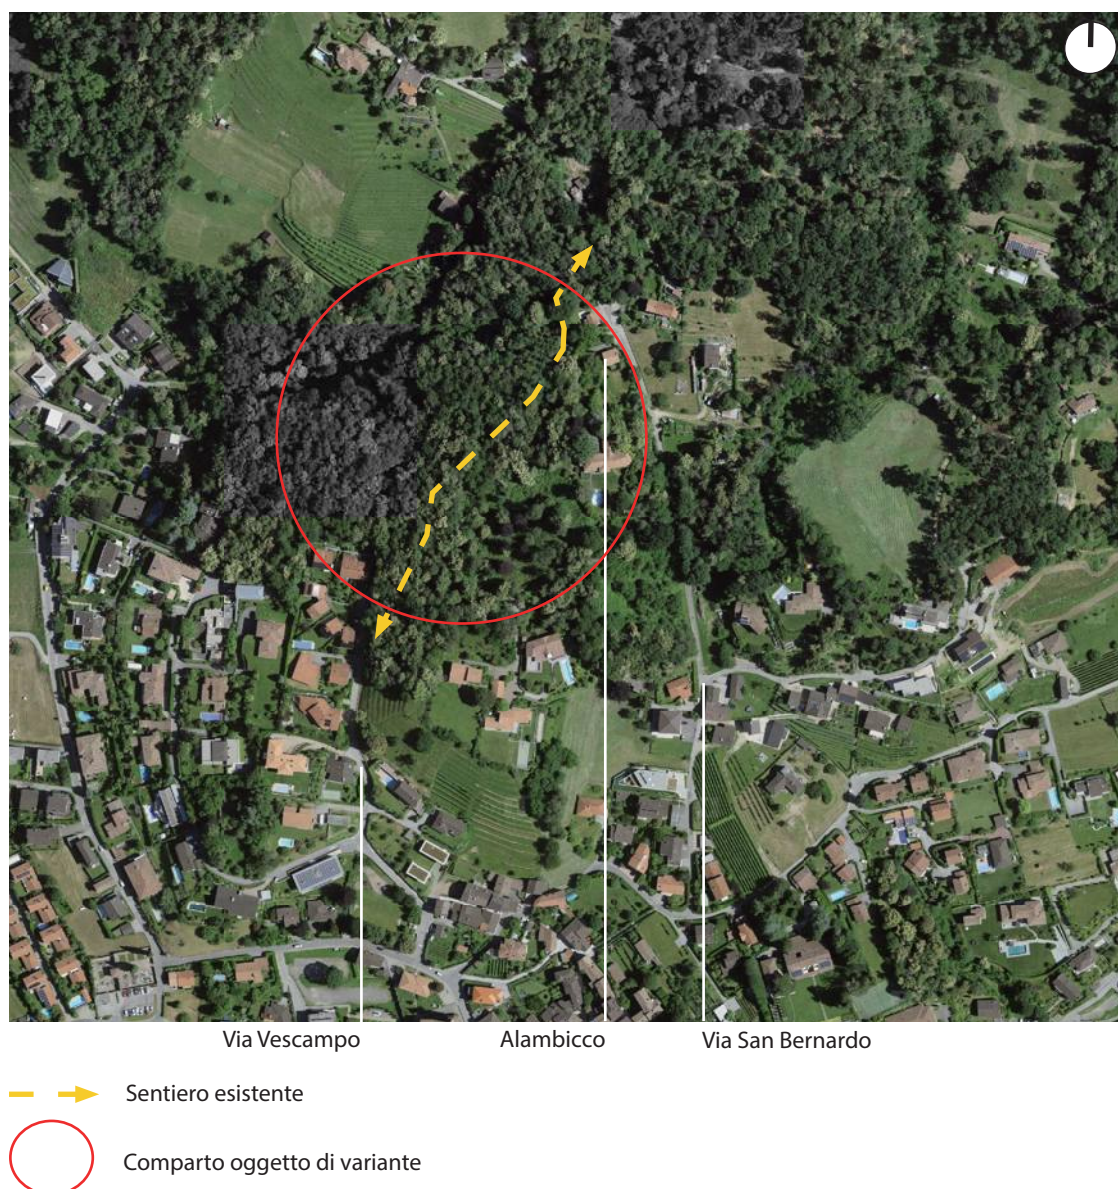 Via Vescampo
Alambicco
Via San Bernardo
Sentiero esistente
Comparto oggetto di variante